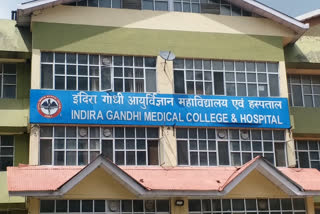 इंदिरा गाँधी आयुर्विज्ञान महाविद्यालय एवं हस्पताल
INDIRA GANDHI MEDICAL COLLEGE & HOSPITAL